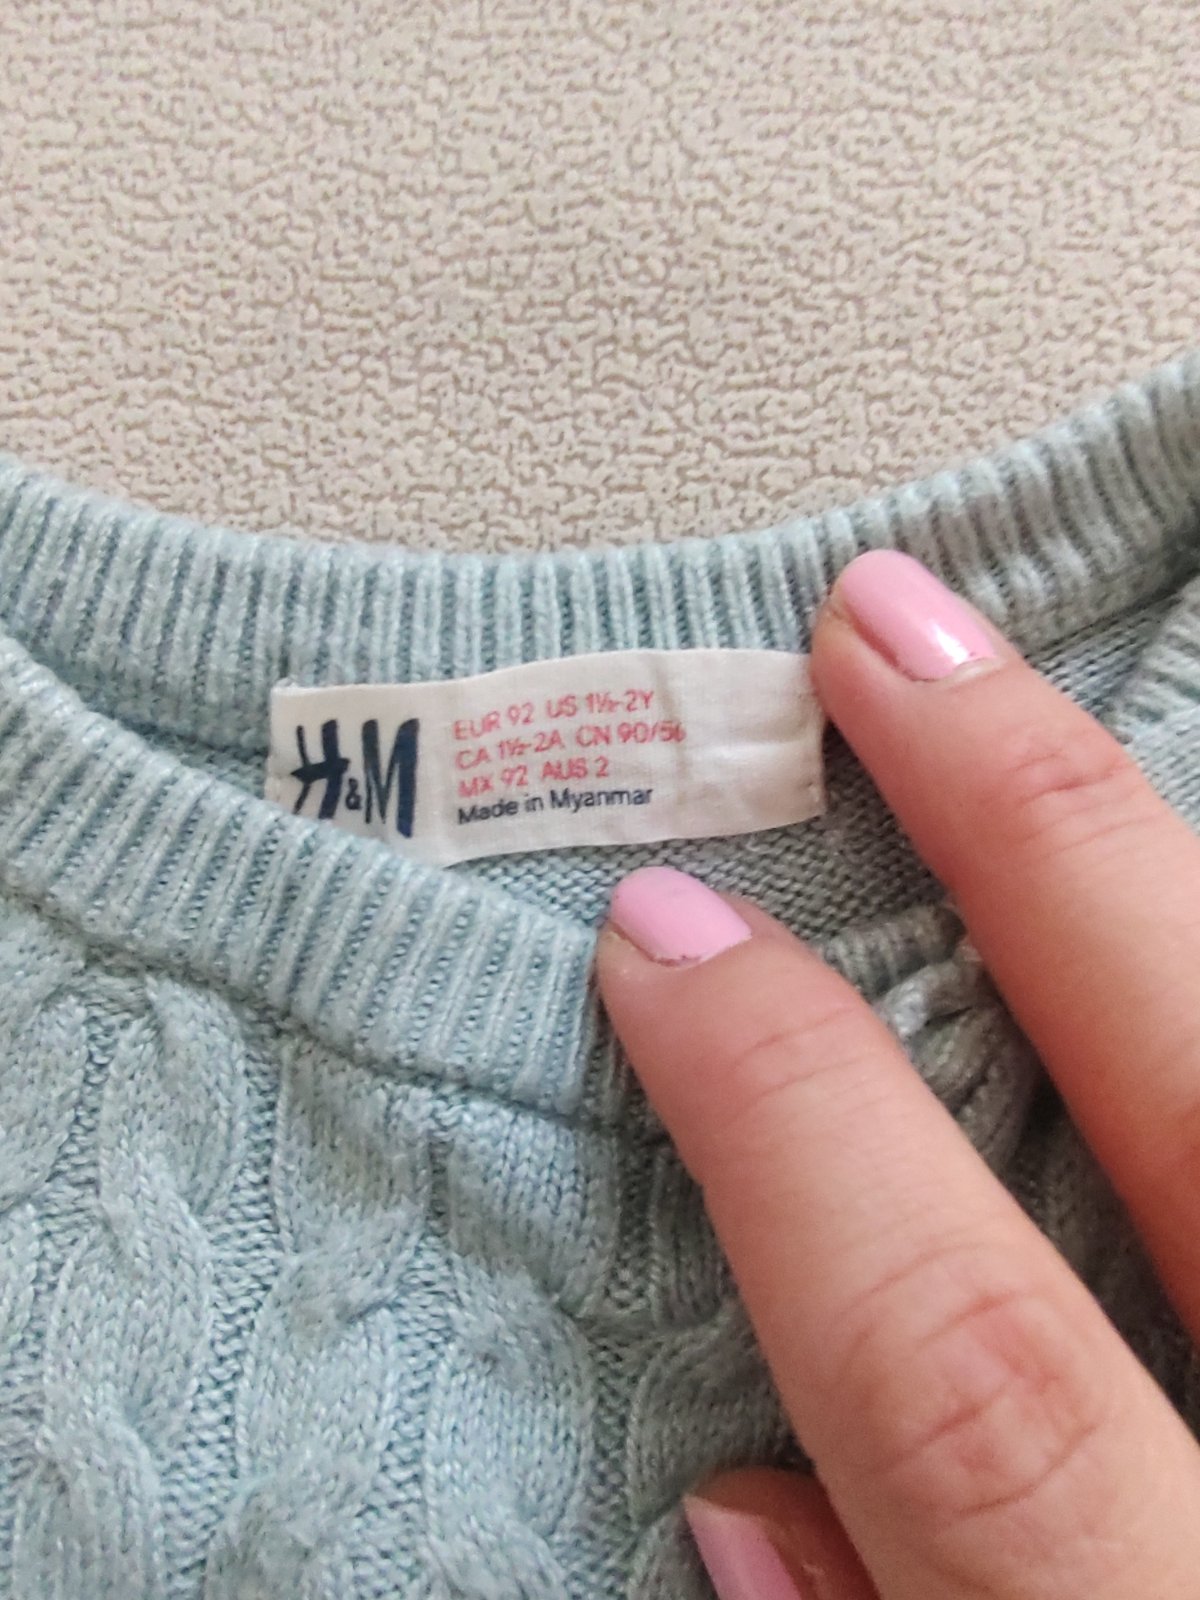 H&M
EUR 92 US 1½-2Y
CA 1½-2A CN 90/56
MX 92 AUS 2
Made in Myanmar